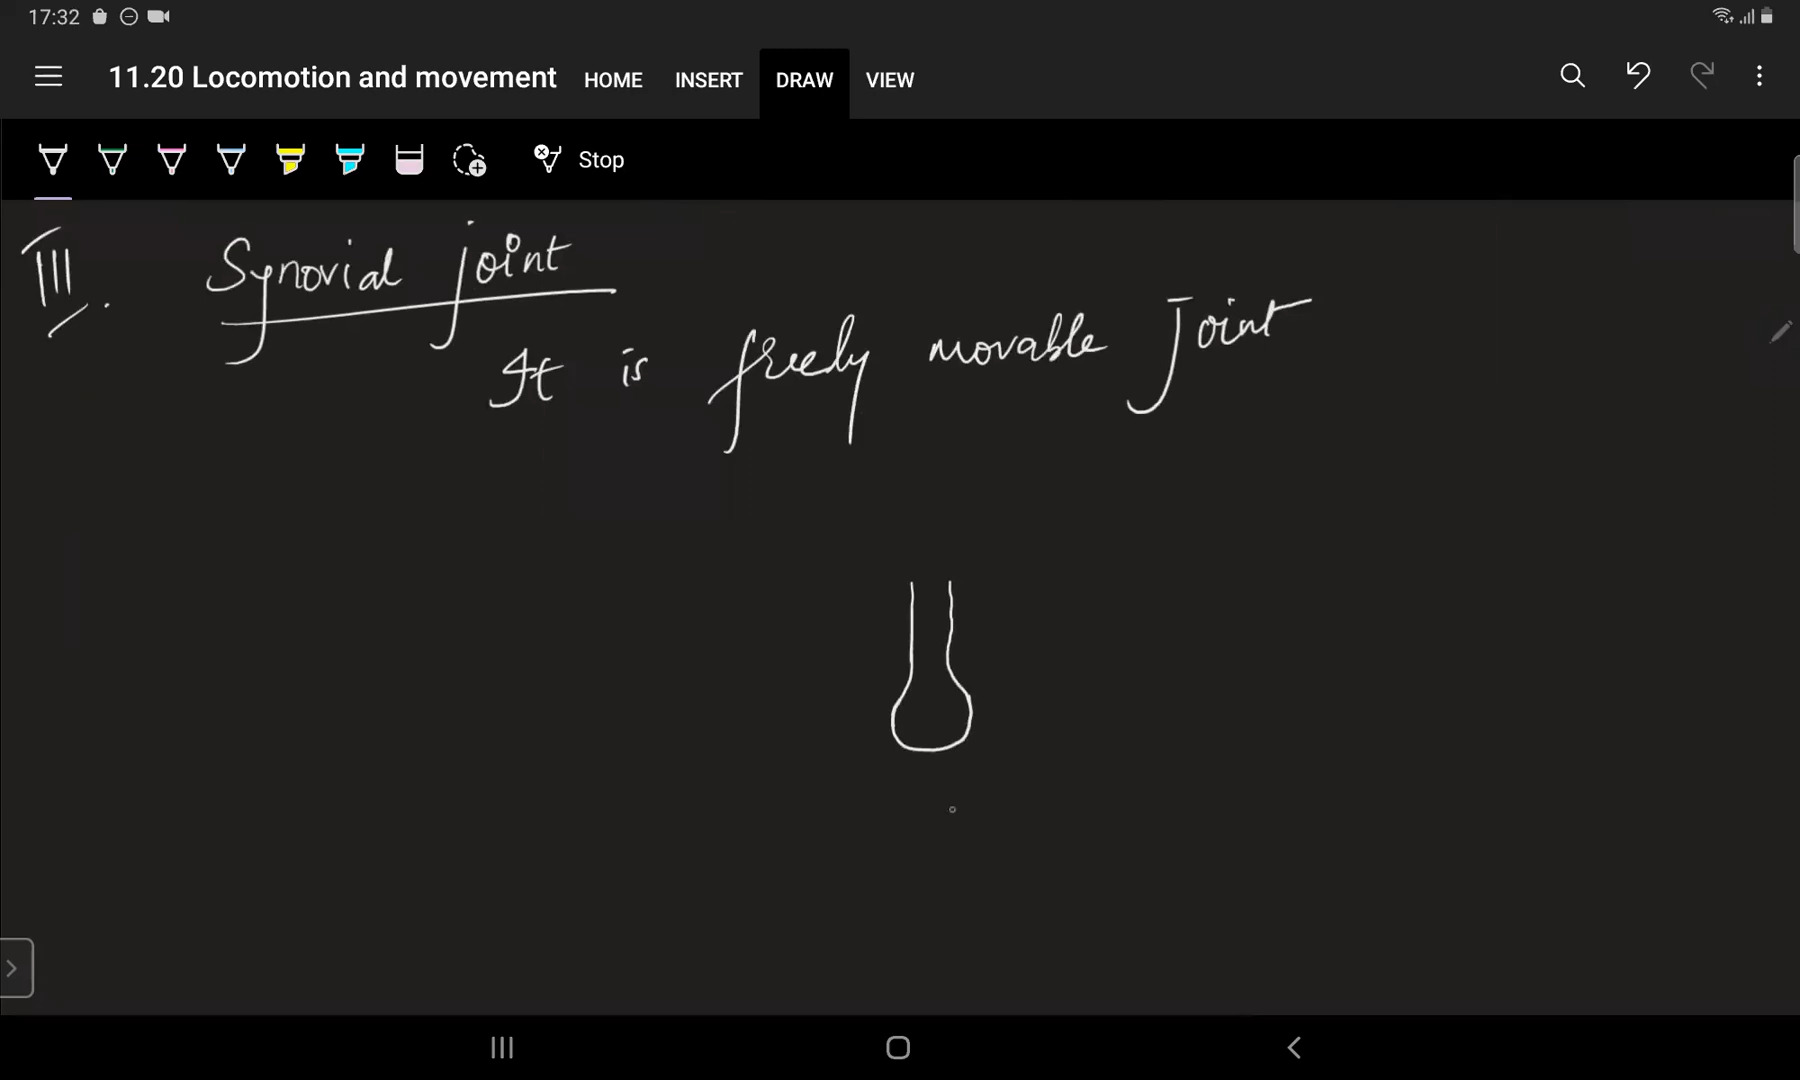 17:32
11.20 Locomotion and movement HOME INSERT DRAW VIEW
Stop
III. Synovial joint
It is freely movable Joint